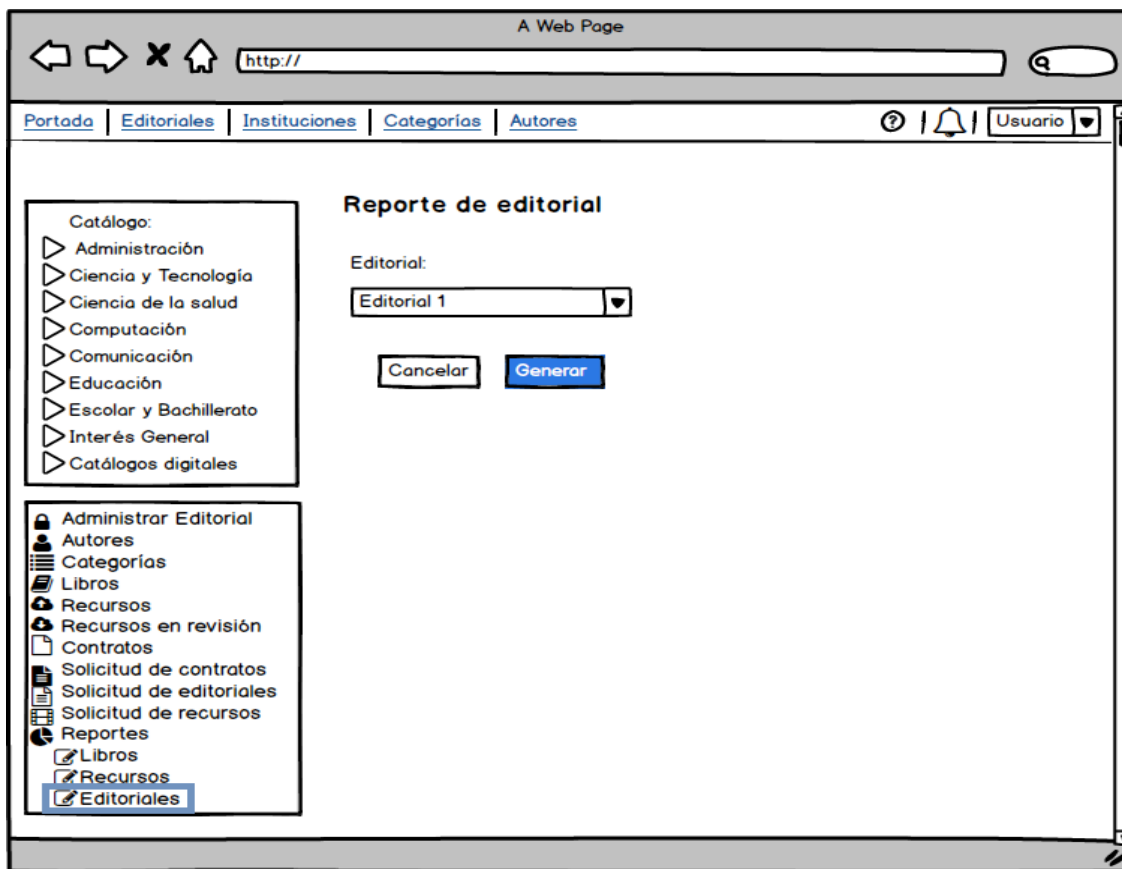 A Web Page
http://
Portada Editoriales Instituciones Categorías Autores
Usuario
Catálogo:
Administración
Ciencia y Tecnología
Ciencia de la salud
Computación
Comunicación
Educación
Escolar y Bachillerato
Interés General
Catálogos digitales
Reporte de editorial
Editorial:
Editorial 1
Cancelar Generar
Administrar Editorial
Autores
Categorías
Libros
Recursos
Recursos en revisión
Contratos
Solicitud de contratos
Solicitud de editoriales
Solicitud de recursos
Reportes
Libros
Recursos
Editoriales